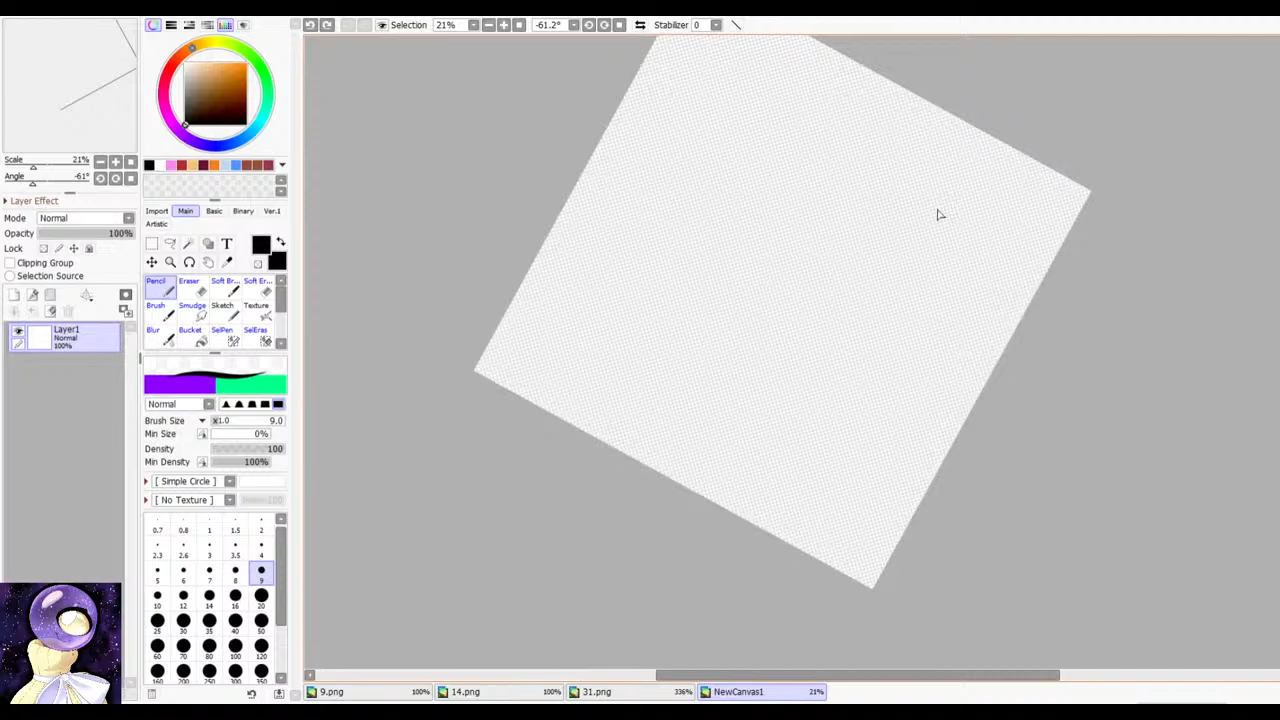 Selection 21% -61.2° Stabilizer 0
Scale 21%
Angle -61°
Layer Effect
Mode Normal
Opacity 100%
Lock
Clipping Group
Selection Source
Layer1
Normal
100%
Import Main Basic Binary Ver.1
Artistic
T
Pencil Eraser Soft Br... Soft Er...
Brush Smudge Sketch Texture
Blur Bucket SelPen SelEras
Normal
Brush Size x1.0 9.0
Min Size 0%
Density 100
Min Density 100%
[ Simple Circle ]
[ No Texture ]
0.7 0.8 1 1.5 2
2.3 2.6 3 3.5 4
5 6 7 8 9
10 12 14 16 20
25 30 35 40 50
60 70 80 100 120
160 200 250 300 350
9.png 100% 14.png 100% 31.png 336% NewCanvas1 21%